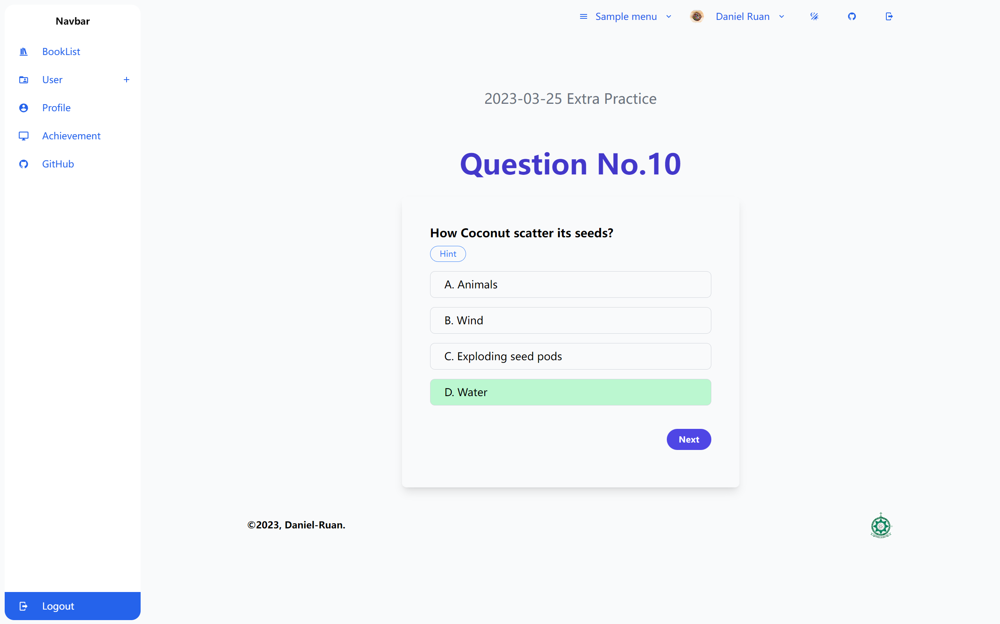 Navbar
BookList
User
Profile
Achievement
GitHub
Logout
Sample menu
Daniel Ruan
2023-03-25 Extra Practice
Question No.10
How Coconut scatter its seeds?
Hint
A. Animals
B. Wind
C. Exploding seed pods
D. Water
Next
©2023, Daniel-Ruan.